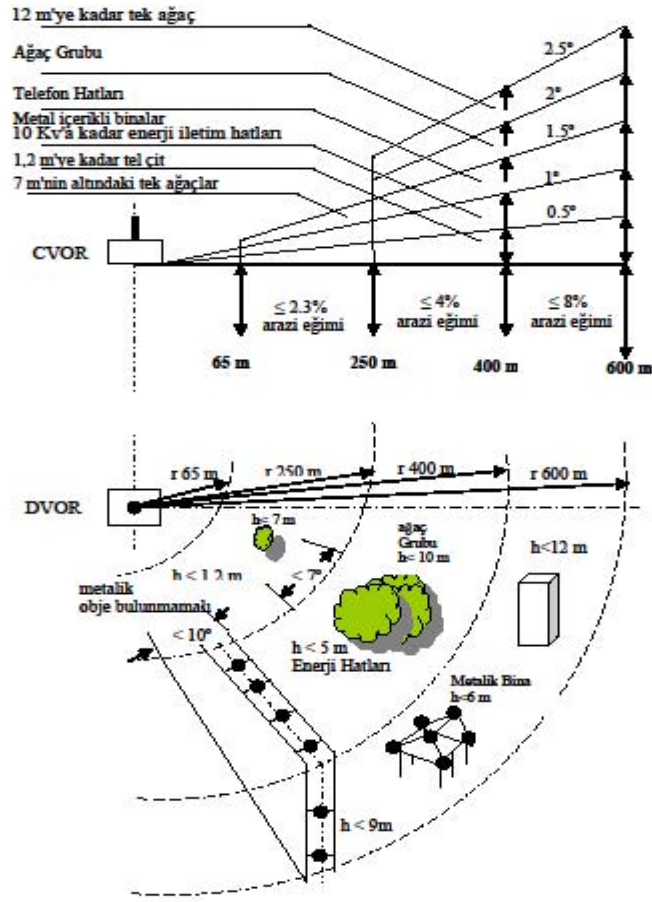 12 m'ye kadar tek ağaç
Ağaç Grubu
Telefon Hatları
Metal içerikli binalar
10 Kv'a kadar enerji iletim hatları
1,2 m'ye kadar tel çit
7 m'nin altındaki tek ağaçlar
2.5°
2°
1.5°
1°
0.5°
CVOR
≤ 2.3%
arazi eğimi
≤ 4%
arazi eğimi
≤ 8%
arazi eğimi
65 m
250 m
400 m
600 m
r 65 m
r 250 m
r 400 m
r 600 m
DVOR
h< 7 m
ağaç
Grubu
h< 10 m
h<12 m
h < 1.2 m
< 7°
metalik
obje bulunmamalı
< 10°
h < 5 m
Enerji Hatları
Metalik Bina
h<6 m
h < 9m